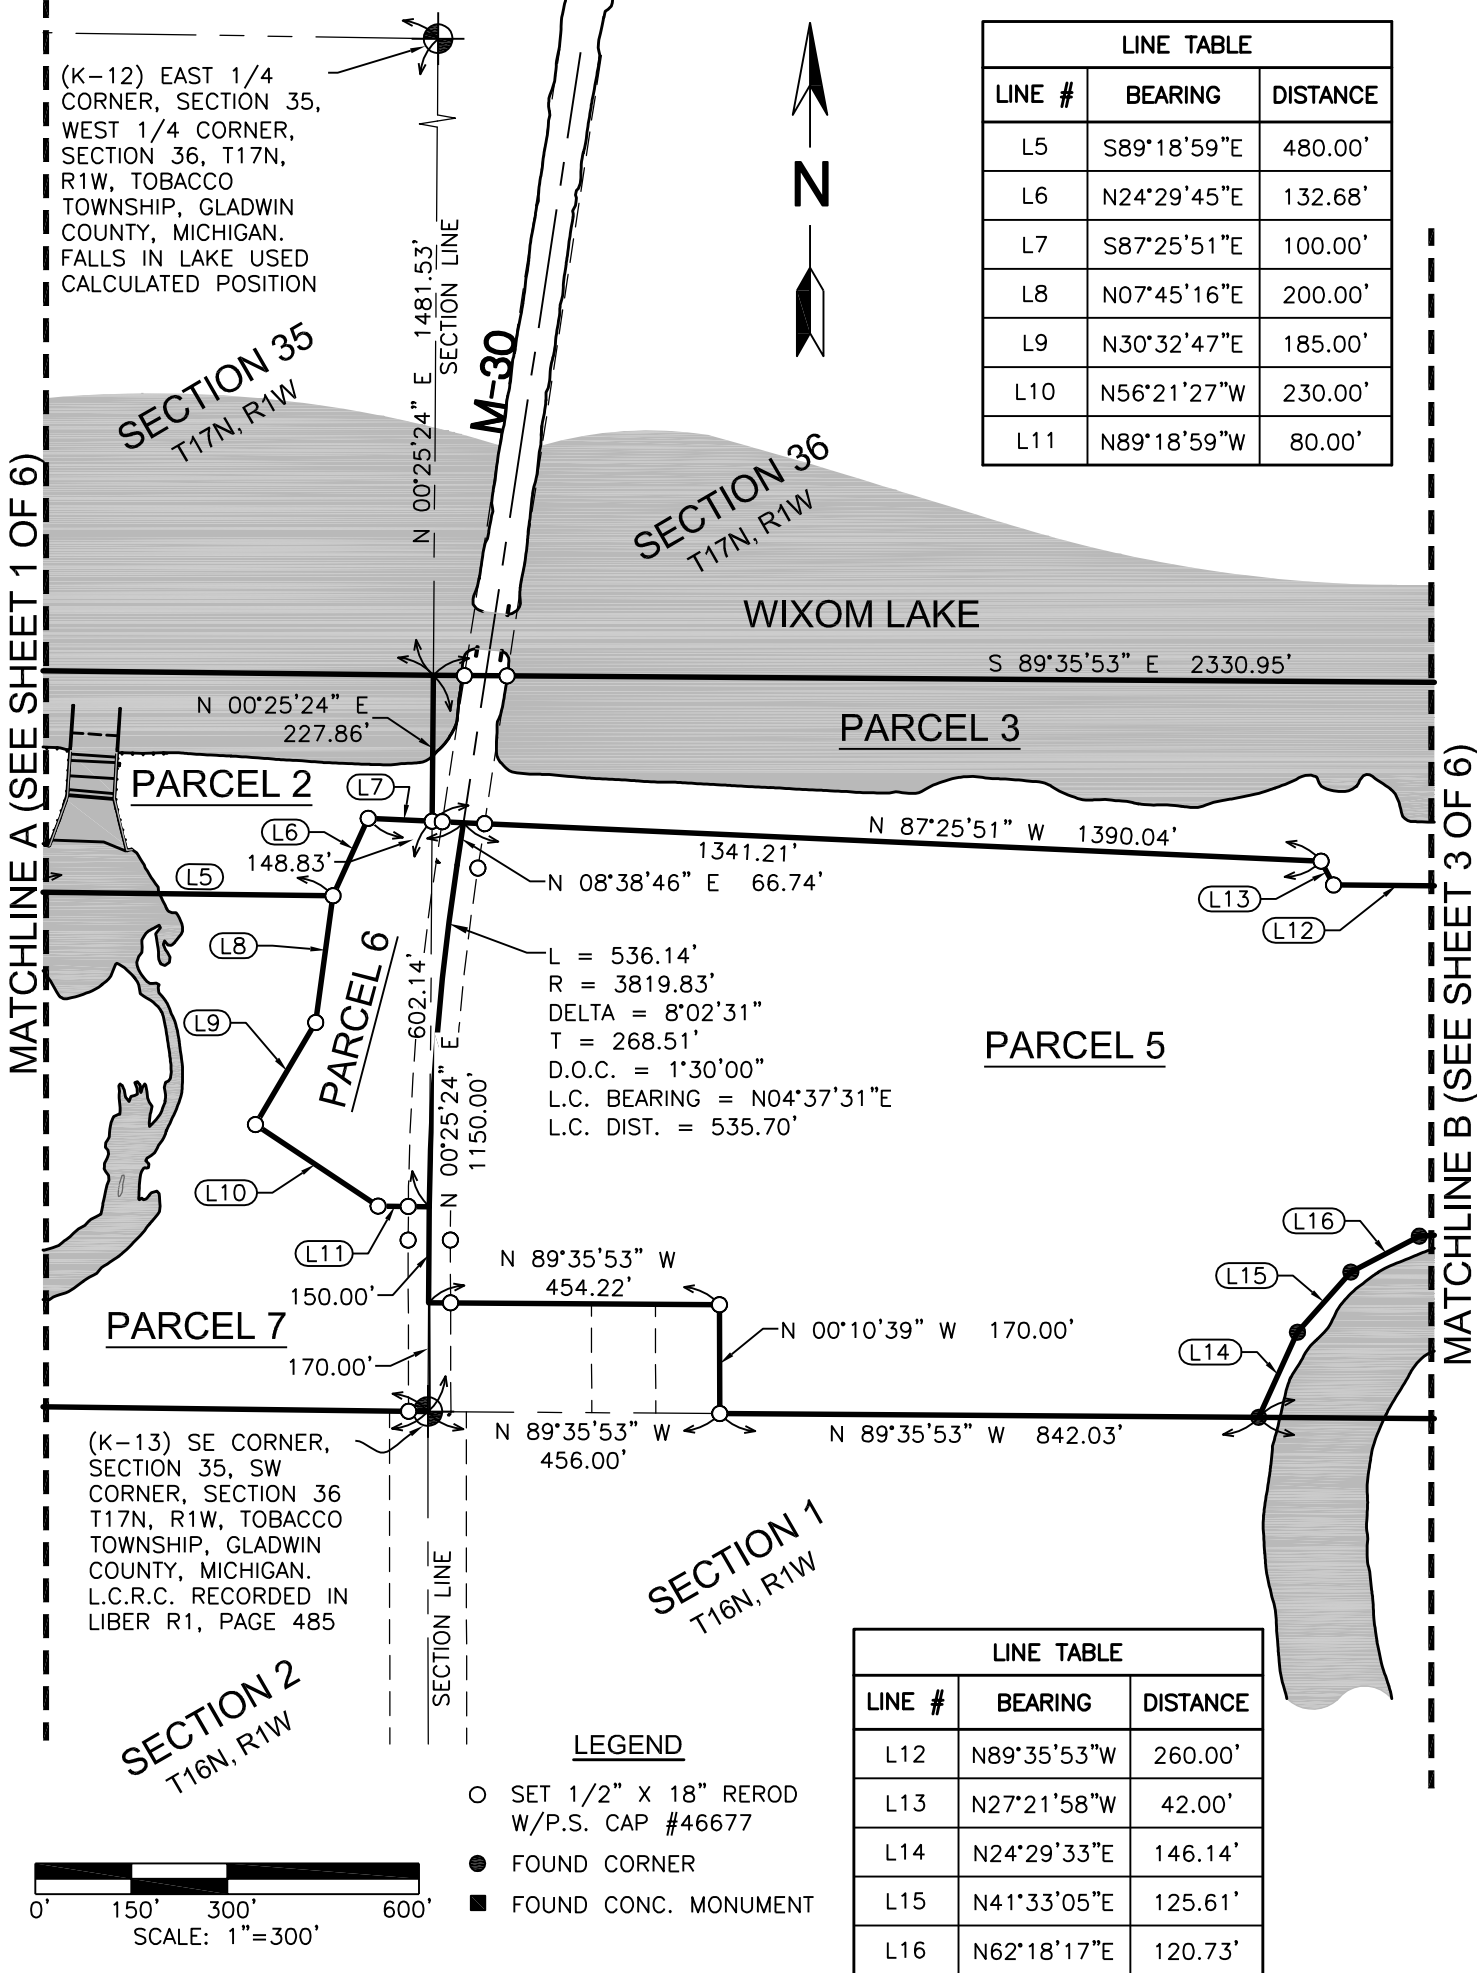 (K-12) EAST 1/4
CORNER, SECTION 35,
WEST 1/4 CORNER,
SECTION 36, T17N,
R1W, TOBACCO
TOWNSHIP, GLADWIN
COUNTY, MICHIGAN.
FALLS IN LAKE USED
CALCULATED POSITION
N 00°25'24" E 1481.53'
SECTION LINE
M-30
N
LINE TABLE
LINE # BEARING DISTANCE
L5 S89°18'59"E 480.00'
L6 N24°29'45"E 132.68'
L7 S87°25'51"E 100.00'
L8 N07°45'16"E 200.00'
L9 N30°32'47"E 185.00'
L10 N56°21'27"W 230.00'
L11 N89°18'59"W 80.00'
SECTION 35
T17N, R1W
SECTION 36
T17N, R1W
MATCHLINE A (SEE SHEET 1 OF 6)
MATCHLINE B (SEE SHEET 3 OF 6)
WIXOM LAKE
S 89°35'53" E 2330.95'
N 00°25'24" E
227.86'
PARCEL 3
PARCEL 2
L7
L6
148.83'
L5
N 87°25'51" W 1390.04'
1341.21'
N 08°38'46" E 66.74'
L13
L12
L8
L9
PARCEL 6
602.14'
L = 536.14'
R = 3819.83'
DELTA = 8°02'31"
T = 268.51'
D.O.C. = 1°30'00"
L.C. BEARING = N04°37'31"E
L.C. DIST. = 535.70'
PARCEL 5
N 00°25'24" E
1150.00'
L10
L11
150.00'
N 89°35'53" W
454.22'
L16
L15
L14
PARCEL 7
170.00'
N 00°10'39" W 170.00'
N 89°35'53" W
456.00'
N 89°35'53" W 842.03'
(K-13) SE CORNER,
SECTION 35, SW
CORNER, SECTION 36
T17N, R1W, TOBACCO
TOWNSHIP, GLADWIN
COUNTY, MICHIGAN.
L.C.R.C. RECORDED IN
LIBER R1, PAGE 485
SECTION LINE
SECTION 1
T16N, R1W
SECTION 2
T16N, R1W
LEGEND
SET 1/2" X 18" REROD
W/P.S. CAP #46677
FOUND CORNER
FOUND CONC. MONUMENT
0' 150' 300' 600'
SCALE: 1"=300'
LINE TABLE
LINE # BEARING DISTANCE
L12 N89°35'53"W 260.00'
L13 N27°21'58"W 42.00'
L14 N24°29'33"E 146.14'
L15 N41°33'05"E 125.61'
L16 N62°18'17"E 120.73'